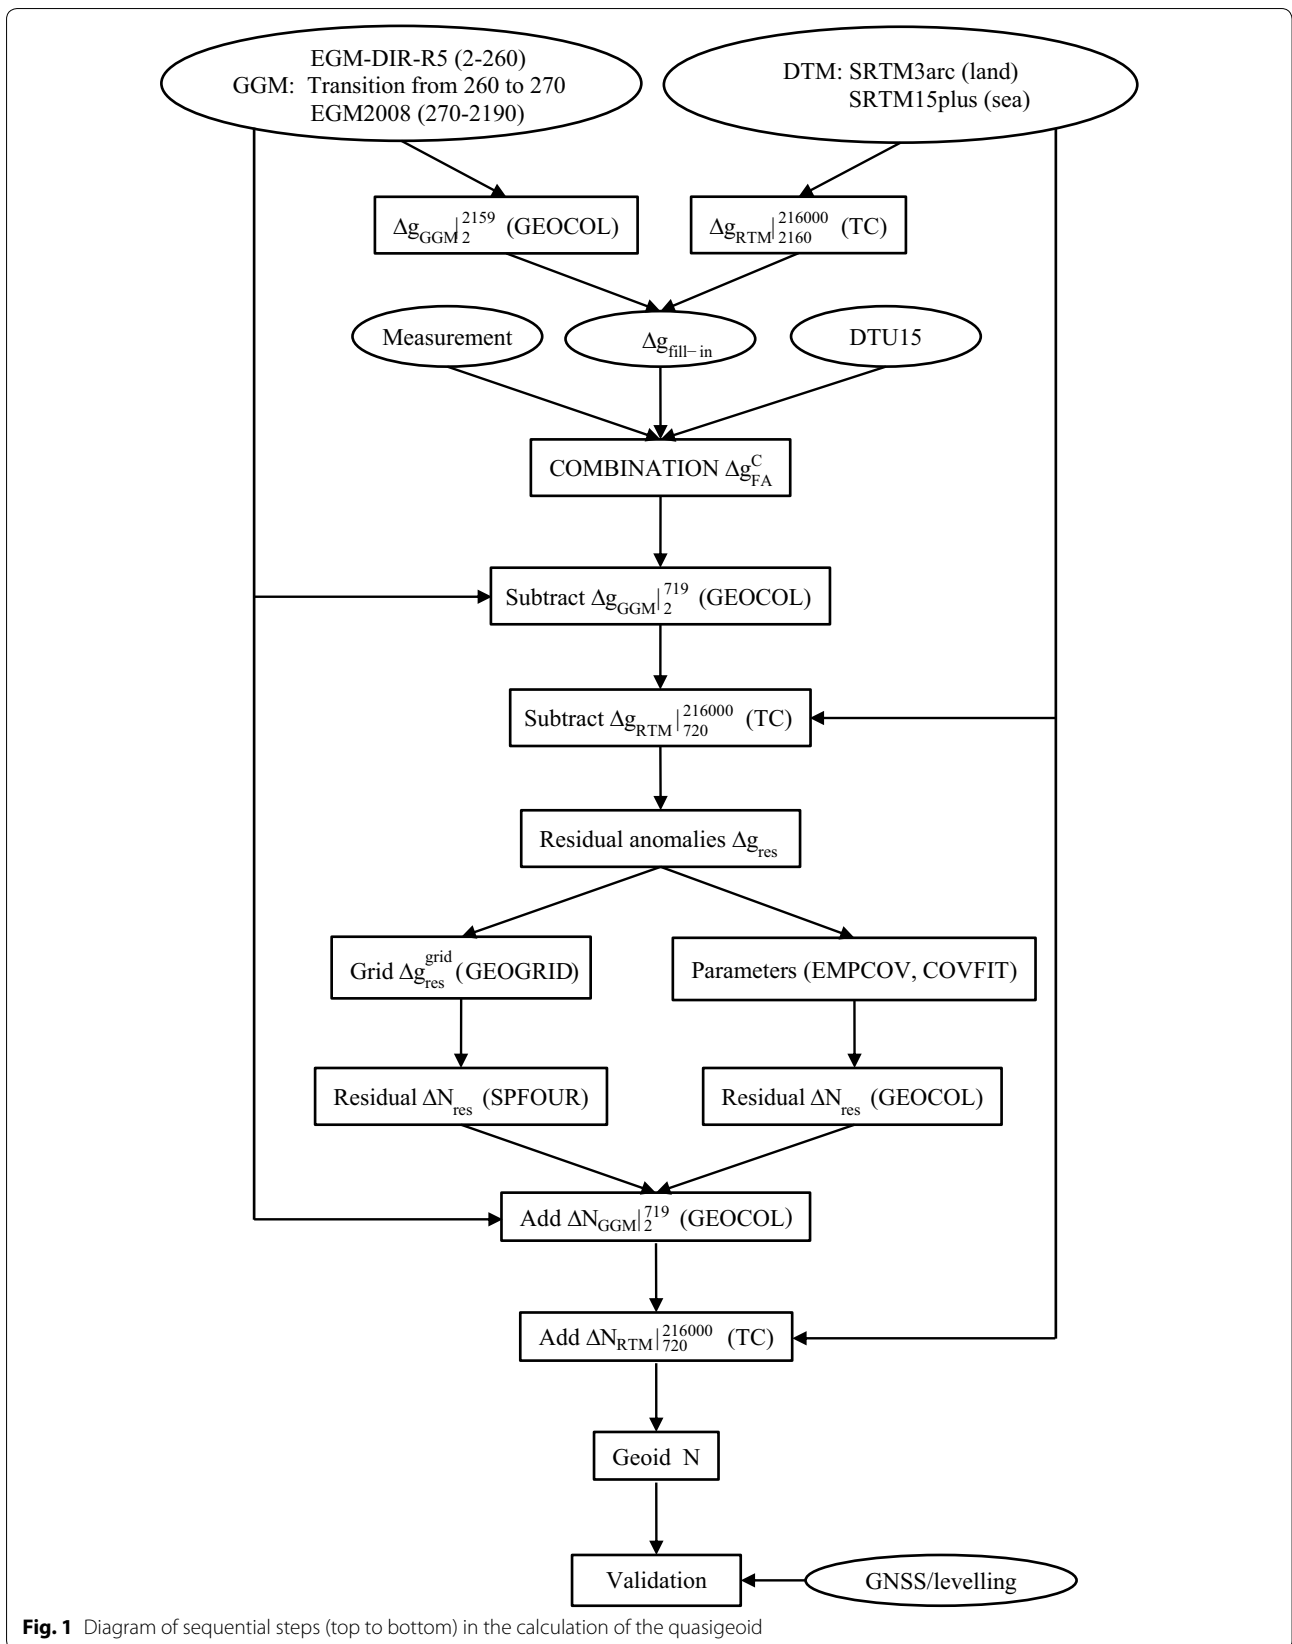 EGM-DIR-R5 (2-260)
GGM: Transition from 260 to 270
EGM2008 (270-2190)
DTM: SRTM3arc (land)
SRTM15plus (sea)
Δg_GGM|_2^2159 (GEOCOL)
Δg_RTM|_2160^216000 (TC)
Measurement
Δg_fill-in
DTU15
COMBINATION Δg_FA^C
Subtract Δg_GGM|_2^719 (GEOCOL)
Subtract Δg_RTM|_720^216000 (TC)
Residual anomalies Δg_res
Grid Δg_res^grid (GEOGRID)
Parameters (EMPCOV, COVFIT)
Residual ΔN_res (SPFOUR)
Residual ΔN_res (GEOCOL)
Add ΔN_GGM|_2^719 (GEOCOL)
Add ΔN_RTM|_720^216000 (TC)
Geoid N
Validation
GNSS/levelling
Fig. 1 Diagram of sequential steps (top to bottom) in the calculation of the quasigeoid